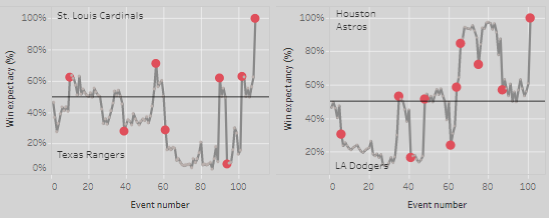 St. Louis Cardinals
Houston
Astros
100%
80%
60%
40%
20%
0%
Win expectancy (%)
Texas Rangers
0 20 40 60 80 100
Event number
100%
80%
60%
40%
20%
Win expectancy (%)
LA Dodgers
0 20 40 60 80 100
Event number